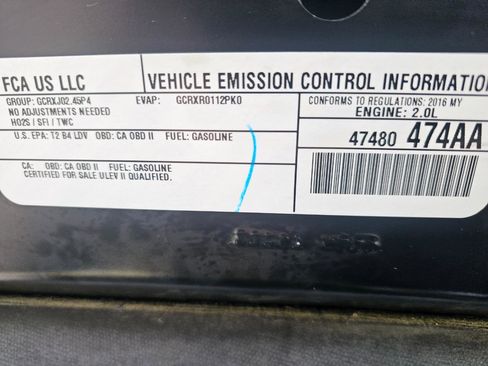 FCA US LLC
VEHICLE EMISSION CONTROL INFORMATION
GROUP: GCRXJ02.45P4 EVAP: GCRXR0112PK0
NO ADJUSTMENTS NEEDED
HO2S / SFI / TWC
CONFORMS TO REGULATIONS: 2016 MY
ENGINE: 2.0L
U.S. EPA: T2 B4 LDV OBD: CA OBD II FUEL: GASOLINE
47480 474AA
CA: OBD: CA OBD II FUEL: GASOLINE
CERTIFIED FOR SALE ULEV II QUALIFIED.